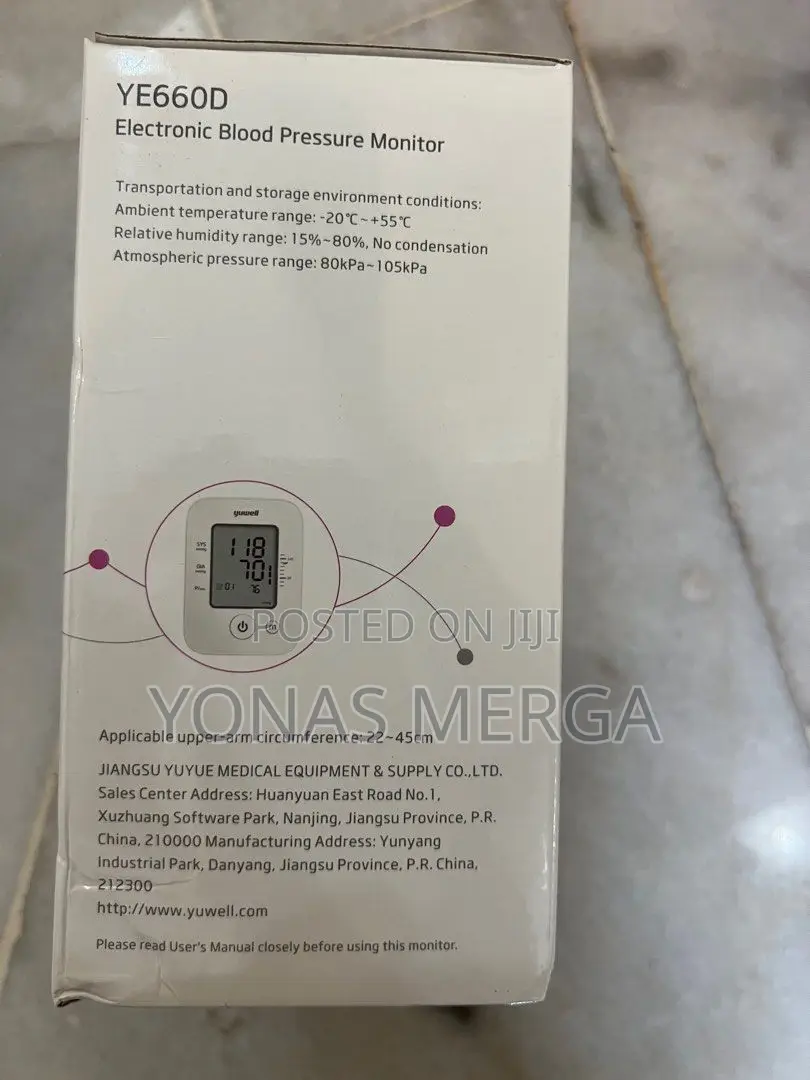 YE660D
Electronic Blood Pressure Monitor
Transportation and storage environment conditions:
Ambient temperature range: -20℃~+55℃
Relative humidity range: 15%~80%, No condensation
Atmospheric pressure range: 80kPa~105kPa
yuwell
SYS
118
DIA
70
01
76
POSTED ON JIJI
YONAS MERGA
Applicable upper-arm circumference: 22~45cm
JIANGSU YUYUE MEDICAL EQUIPMENT & SUPPLY CO.,LTD.
Sales Center Address: Huanyuan East Road No.1,
Xuzhuang Software Park, Nanjing, Jiangsu Province, P.R.
China, 210000 Manufacturing Address: Yunyang
Industrial Park, Danyang, Jiangsu Province, P.R. China,
212300
http://www.yuwell.com
Please read User's Manual closely before using this monitor.